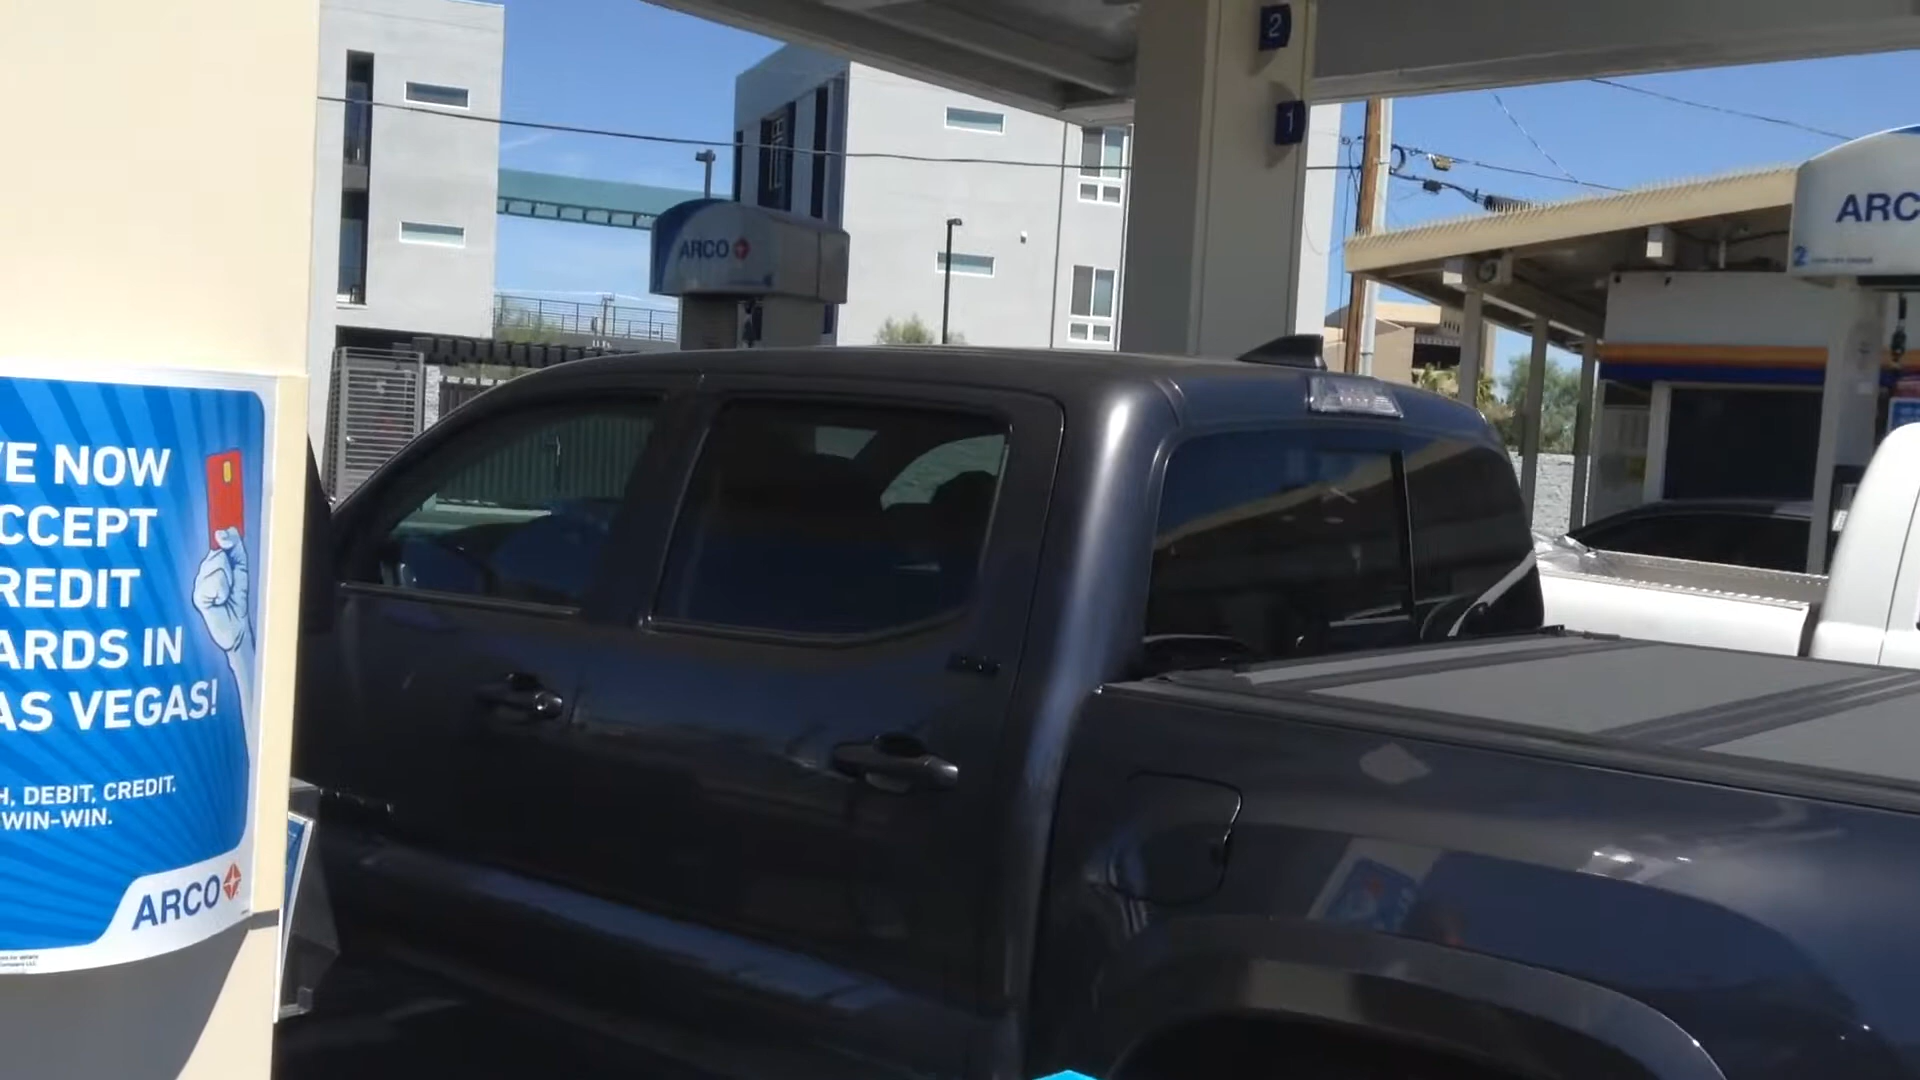 2
1
ARCO
ARC
2
VE NOW
CCEPT
REDIT
ARDS IN
AS VEGAS!
H, DEBIT, CREDIT.
WIN-WIN.
ARCO